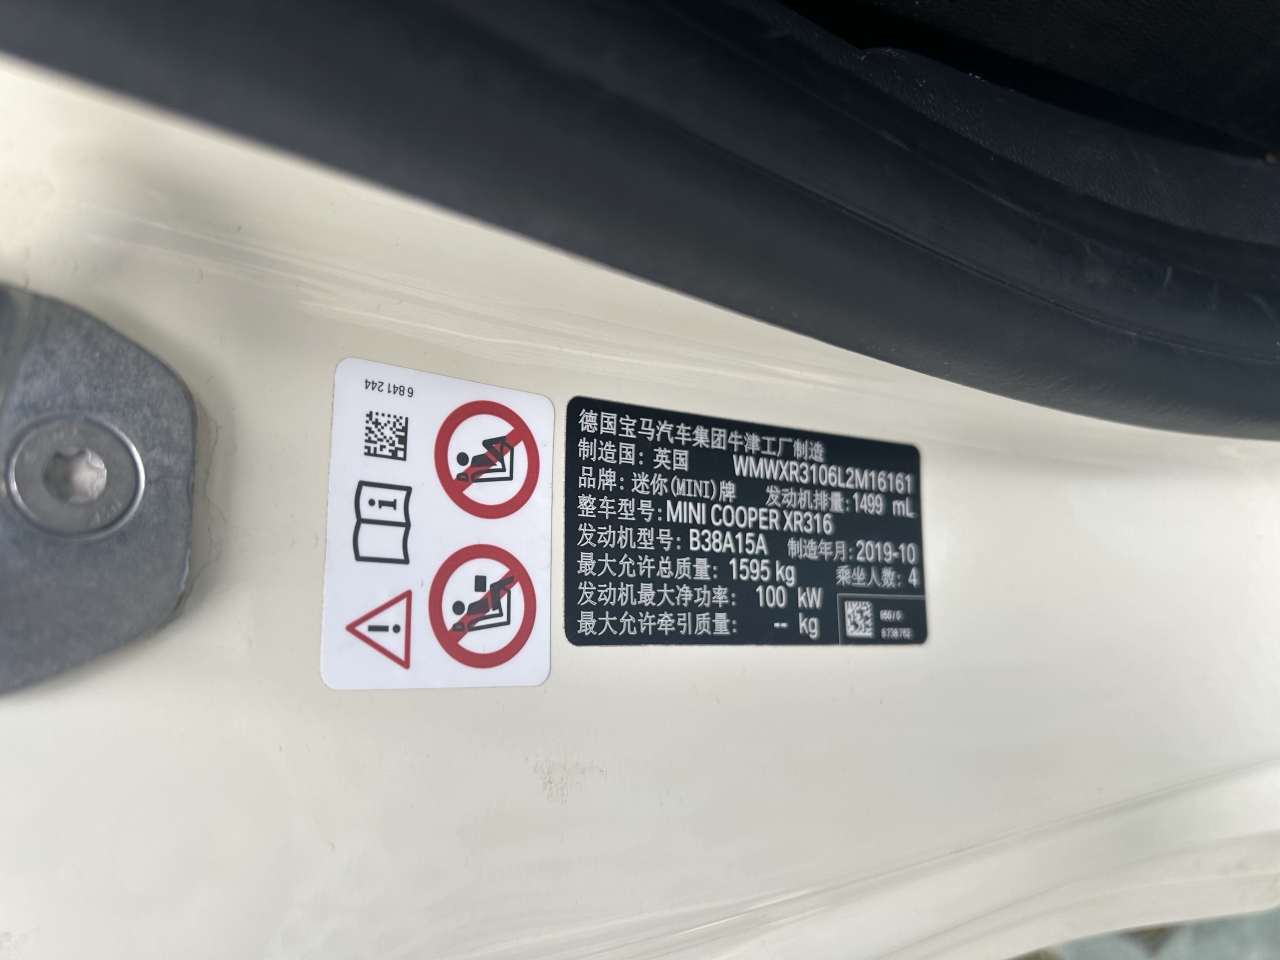 6 841 244
i
德国宝马汽车集团牛津工厂制造
制造国: 英国 WMWXR3106L2M16161
品牌: 迷你(MINI)牌 发动机排量: 1499 mL
整车型号: MINI COOPER XR316
发动机型号: B38A15A 制造年月: 2019-10
最大允许总质量: 1595 kg 乘坐人数: 4
发动机最大净功率: 100 kW
最大允许牵引质量: -- kg